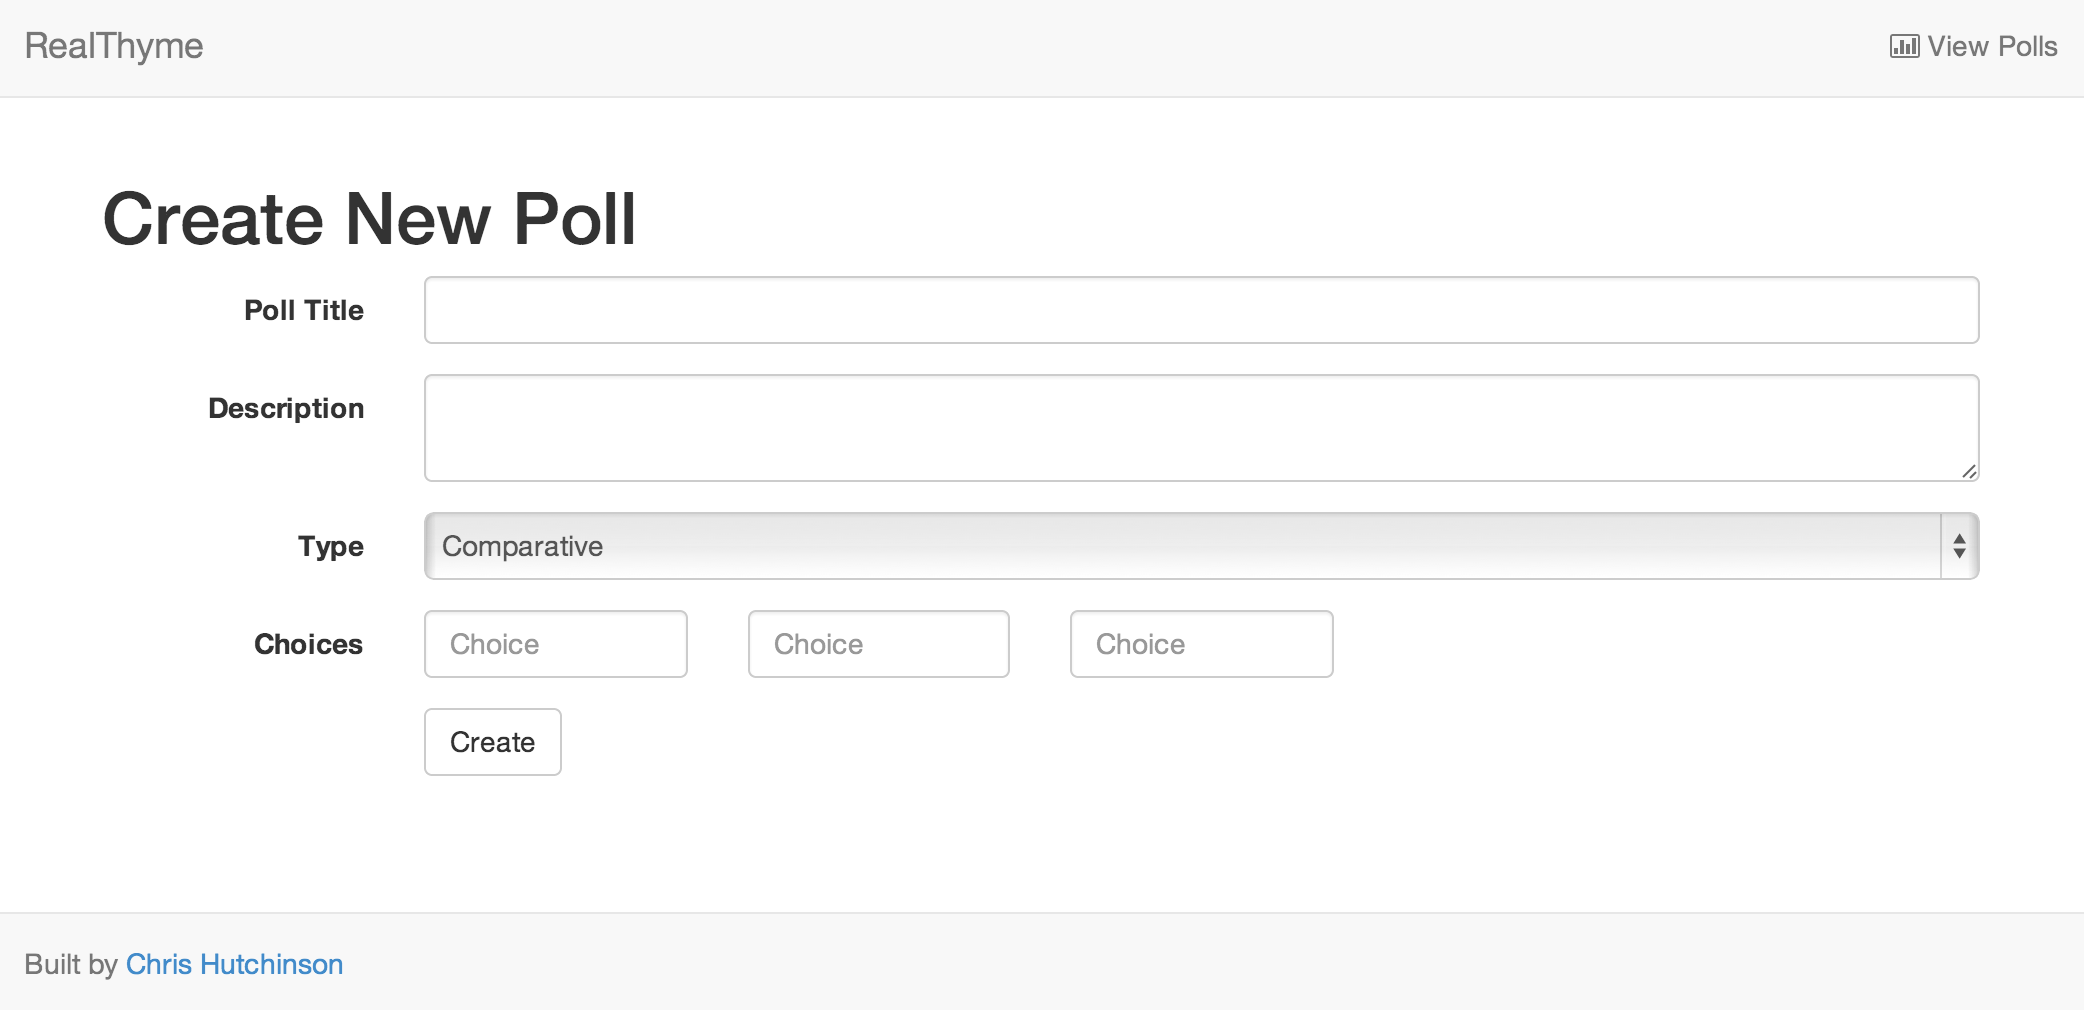 RealThyme
View Polls
Create New Poll
Poll Title
Description
Type
Comparative
Choices
Choice
Choice
Choice
Create
Built by Chris Hutchinson